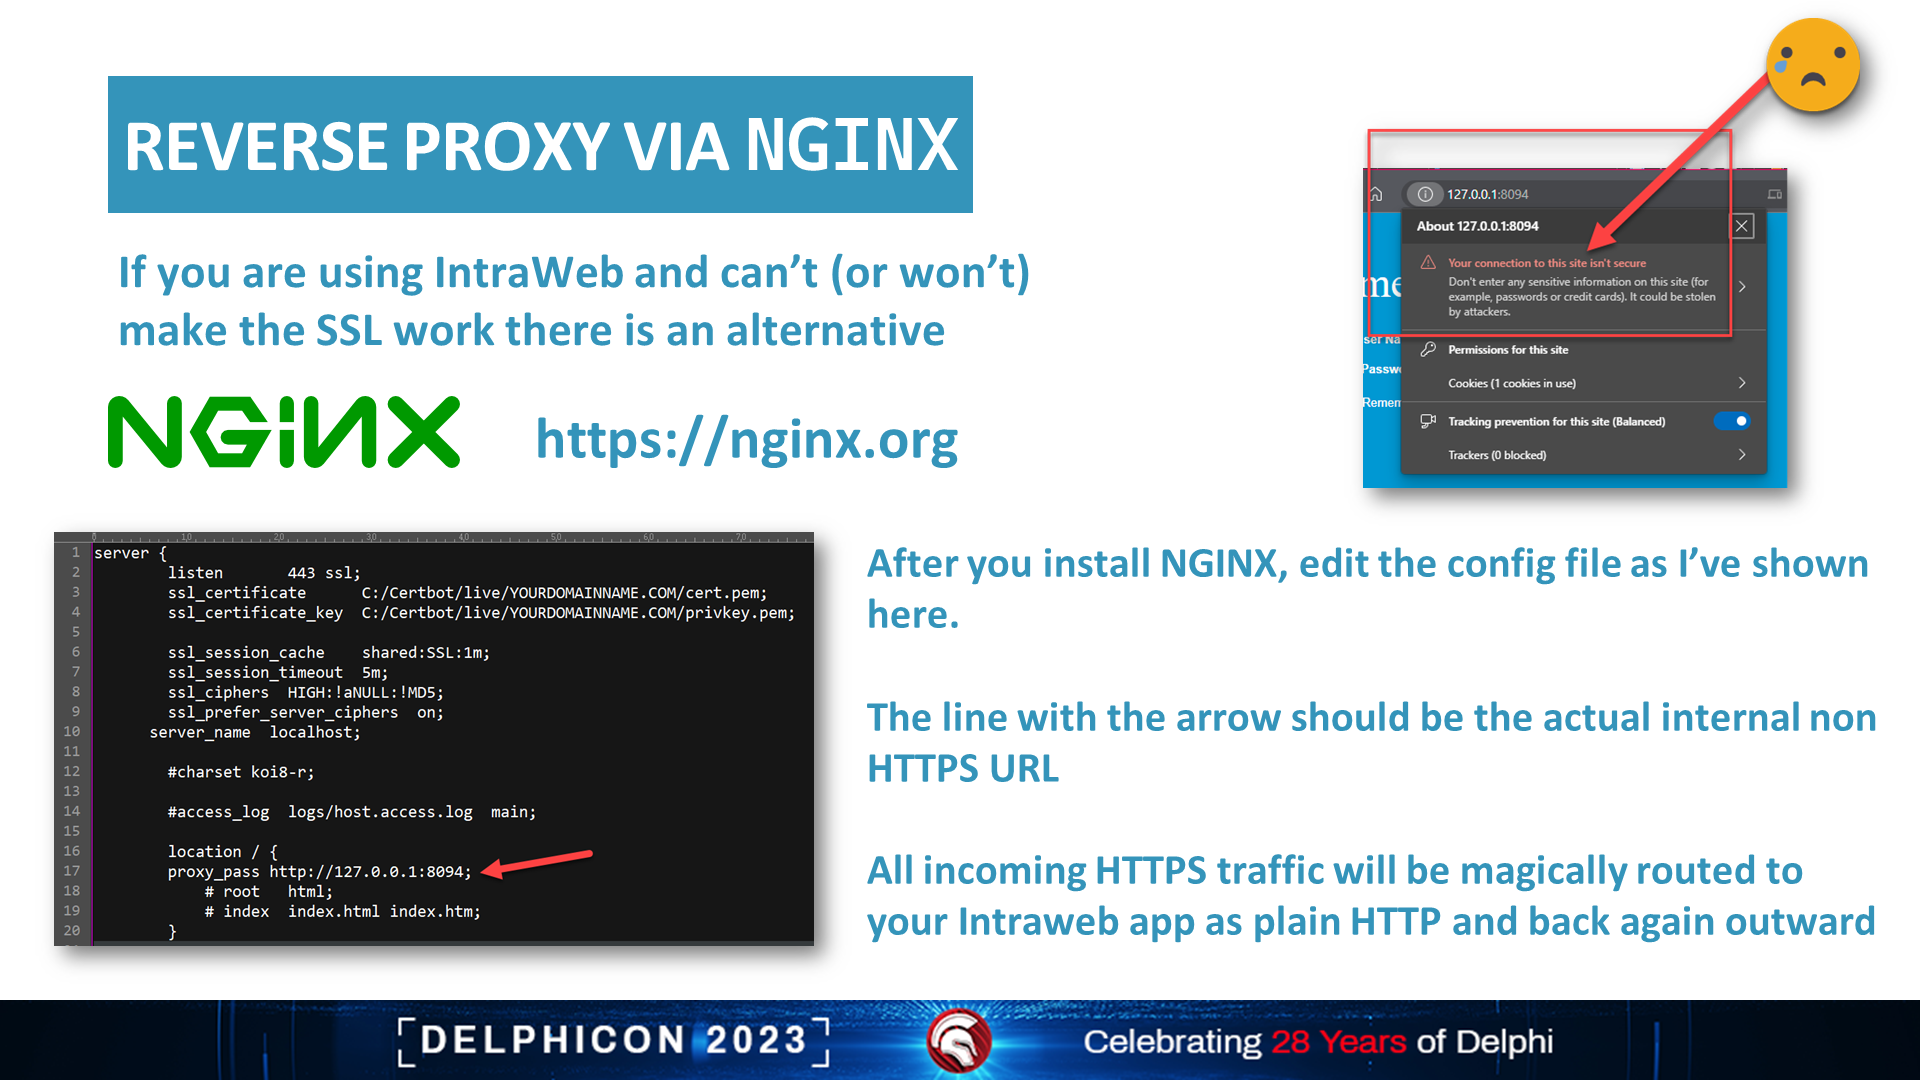 REVERSE PROXY VIA NGINX
If you are using IntraWeb and can’t (or won’t)
make the SSL work there is an alternative
NGiNX
https://nginx.org
127.0.0.1:8094
About 127.0.0.1:8094
Your connection to this site isn't secure
Don't enter any sensitive information on this site (for
example, passwords or credit cards). It could be stolen
by attackers.
Permissions for this site
Cookies (1 cookies in use)
Tracking prevention for this site (Balanced)
Trackers (0 blocked)
1 server {
2 listen 443 ssl;
3 ssl_certificate C:/Certbot/live/YOURDOMAINNAME.COM/cert.pem;
4 ssl_certificate_key C:/Certbot/live/YOURDOMAINNAME.COM/privkey.pem;
5
6 ssl_session_cache shared:SSL:1m;
7 ssl_session_timeout 5m;
8 ssl_ciphers HIGH:!aNULL:!MD5;
9 ssl_prefer_server_ciphers on;
10 server_name localhost;
11
12 #charset koi8-r;
13
14 #access_log logs/host.access.log main;
15
16 location / {
17 proxy_pass http://127.0.0.1:8094;
18 # root html;
19 # index index.html index.htm;
20 }
After you install NGINX, edit the config file as I’ve shown
here.
The line with the arrow should be the actual internal non
HTTPS URL
All incoming HTTPS traffic will be magically routed to
your Intraweb app as plain HTTP and back again outward
DELPHICON 2023
Celebrating 28 Years of Delphi